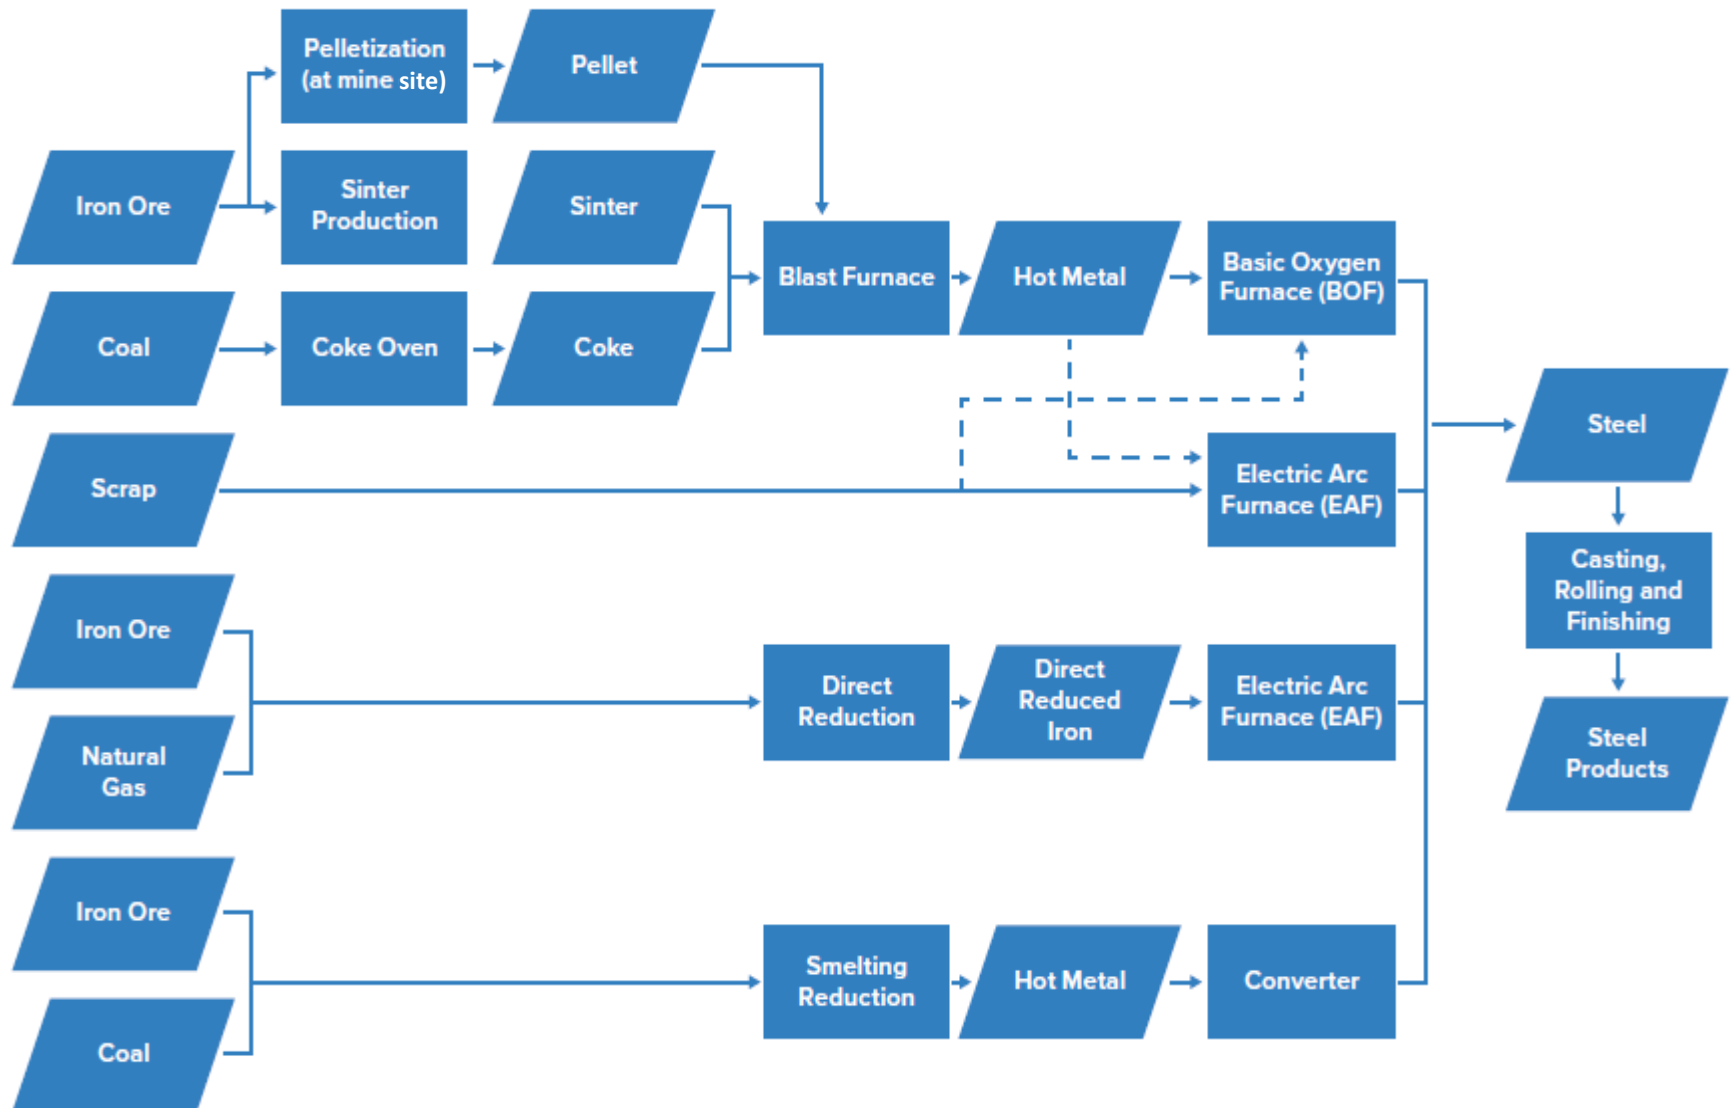 Pelletization
(at mine site)
Pellet
Iron Ore
Sinter
Production
Sinter
Blast Furnace
Hot Metal
Basic Oxygen
Furnace (BOF)
Coal
Coke Oven
Coke
Steel
Scrap
Electric Arc
Furnace (EAF)
Casting,
Rolling and
Finishing
Iron Ore
Direct
Reduction
Direct
Reduced
Iron
Electric Arc
Furnace (EAF)
Natural
Gas
Steel
Products
Iron Ore
Smelting
Reduction
Hot Metal
Converter
Coal